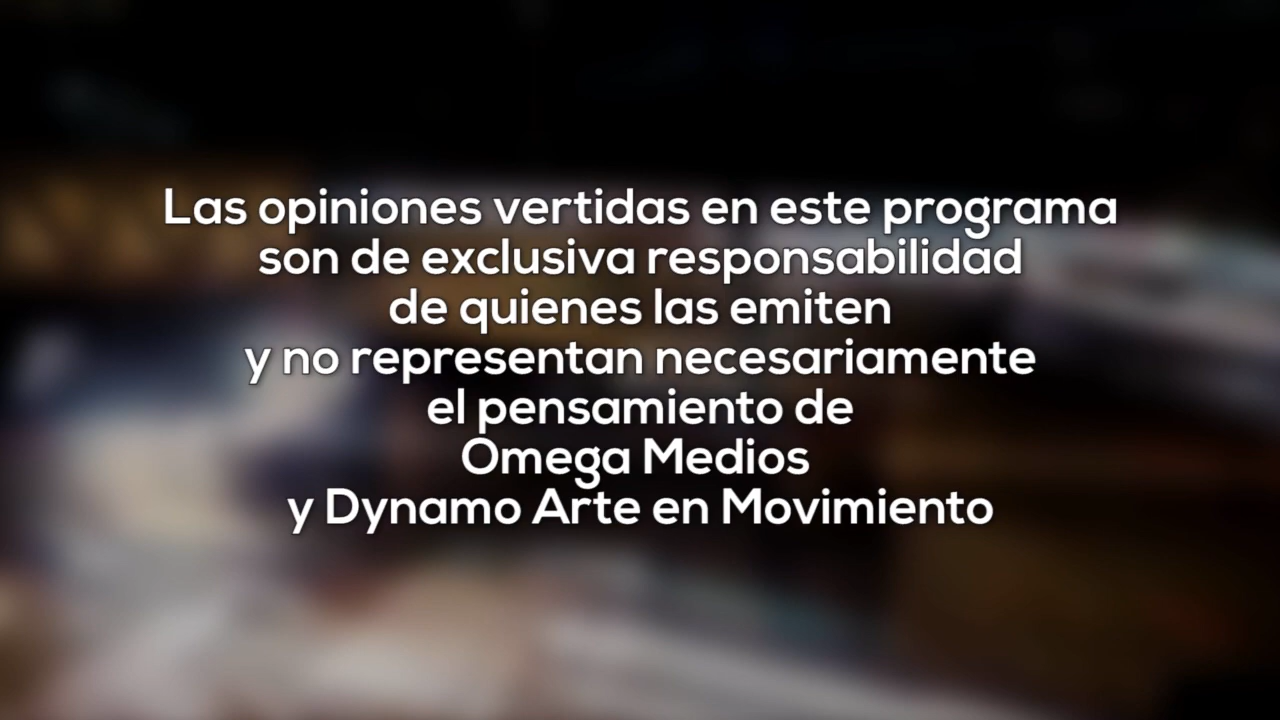 Las opiniones vertidas en este programa
son de exclusiva responsabilidad
de quienes las emiten
y no representan necesariamente
el pensamiento de
Omega Medios
y Dynamo Arte en Movimiento